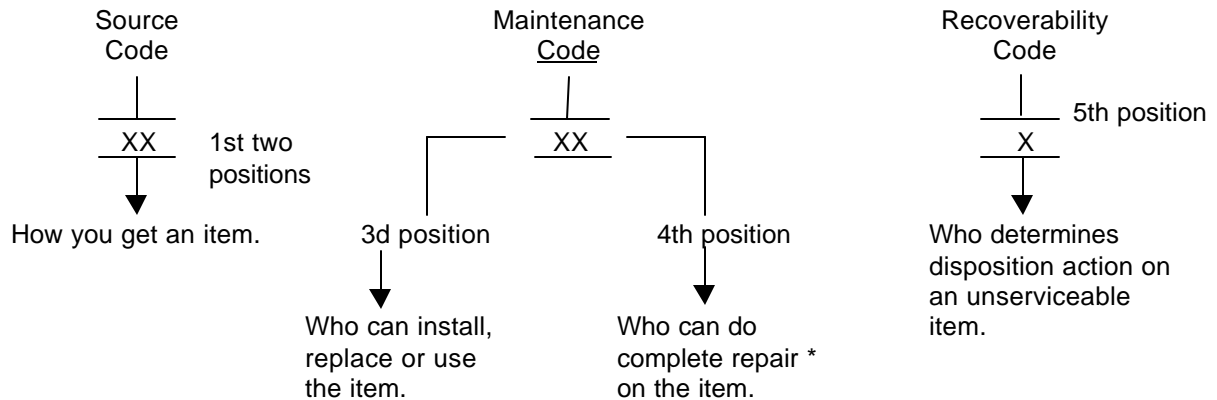 Source
Code
XX
1st two
positions
How you get an item.
Maintenance
Code
XX
3d position
4th position
Who can install,
replace or use
the item.
Who can do
complete repair *
on the item.
Recoverability
Code
5th position
X
Who determines
disposition action on
an unserviceable
item.